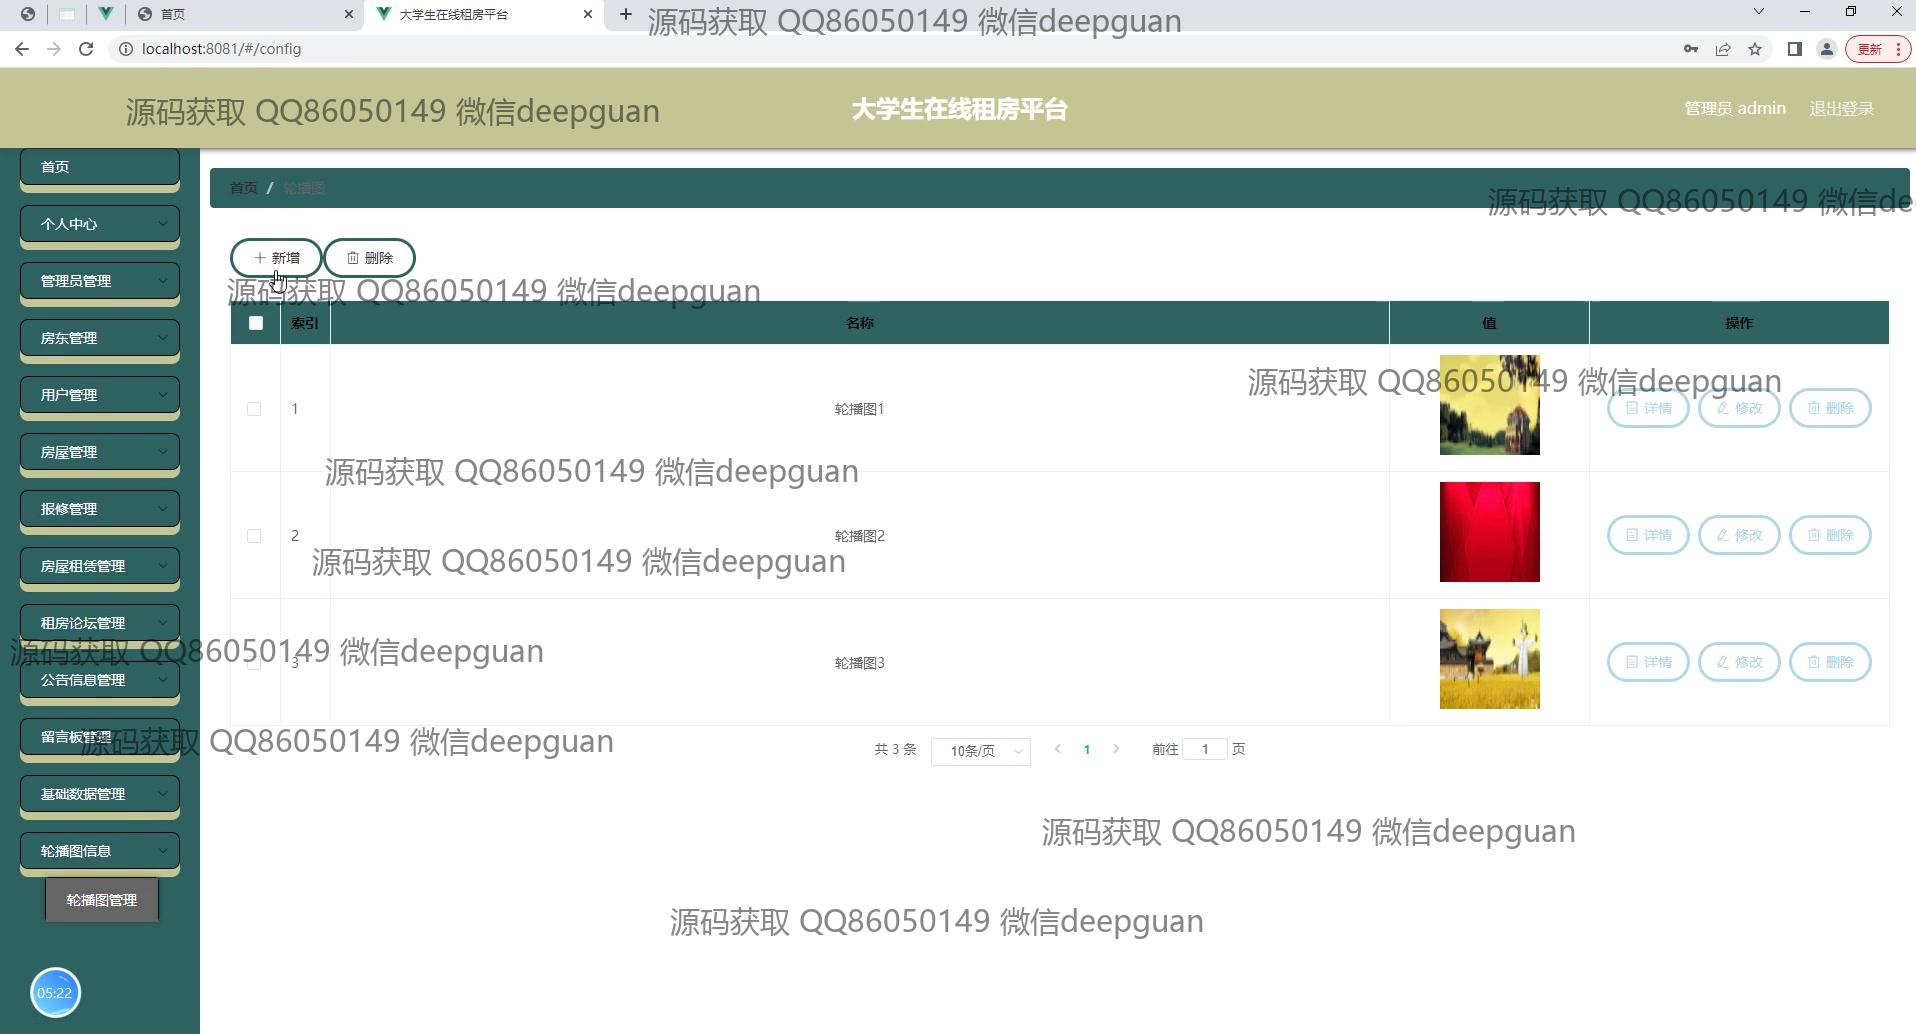 首页
大学生在线租房平台
源码获取 QQ86050149 微信deepguan
localhost:8081/#/config
更新
源码获取 QQ86050149 微信deepguan
大学生在线租房平台
管理员 admin
退出登录
首页
首页 / 轮播图
源码获取 QQ86050149 微信de
个人中心
新增
删除
管理员管理
源码获取 QQ86050149 微信deepguan
索引
名称
值
操作
房东管理
源码获取 QQ86050149 微信deepguan
用户管理
1
轮播图1
详情
修改
删除
房屋管理
源码获取 QQ86050149 微信deepguan
报修管理
2
轮播图2
详情
修改
删除
房屋租赁管理
源码获取 QQ86050149 微信deepguan
租房论坛管理
源码获取 QQ86050149 微信deepguan
3
轮播图3
详情
修改
删除
公告信息管理
留言板管理
源码获取 QQ86050149 微信deepguan
共 3 条
10条/页
1
前往 1 页
基础数据管理
源码获取 QQ86050149 微信deepguan
轮播图信息
轮播图管理
源码获取 QQ86050149 微信deepguan
05:22